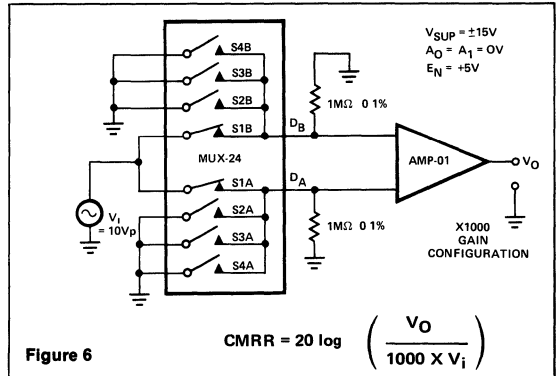 V_SUP = ±15V
A_O = A_1 = OV
E_N = +5V
S4B
S3B
S2B
S1B
D_B
1MΩ 0 1%
MUX-24
AMP-01
V_O
V_I = 10Vp
S1A
D_A
S2A
S3A
S4A
1MΩ 0 1%
X1000
GAIN
CONFIGURATION
Figure 6
CMRR = 20 log ( V_O / 1000 X V_i )